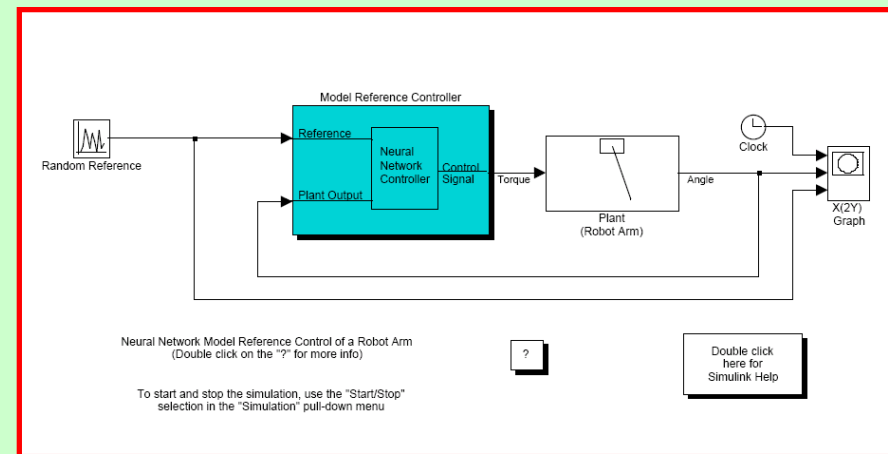 Model Reference Controller
Random Reference
Reference
Neural
Network
Controller
Control
Signal
Plant Output
Torque
Plant
(Robot Arm)
Angle
Clock
X(2Y)
Graph
Neural Network Model Reference Control of a Robot Arm
(Double click on the "?" for more info)
?
Double click
here for
Simulink Help
To start and stop the simulation, use the "Start/Stop"
selection in the "Simulation" pull-down menu